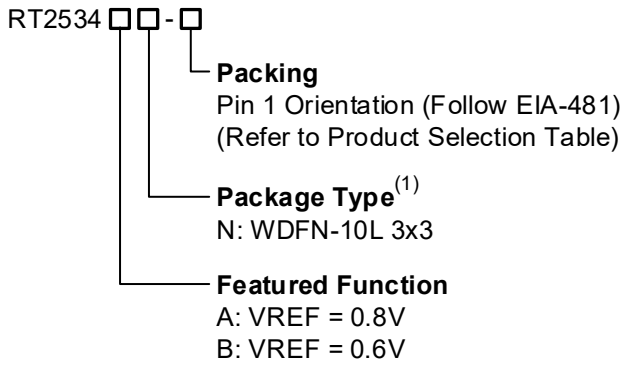 RT2534 □□-□
Packing
Pin 1 Orientation (Follow EIA-481)
(Refer to Product Selection Table)
Package Type(1)
N: WDFN-10L 3x3
Featured Function
A: VREF = 0.8V
B: VREF = 0.6V